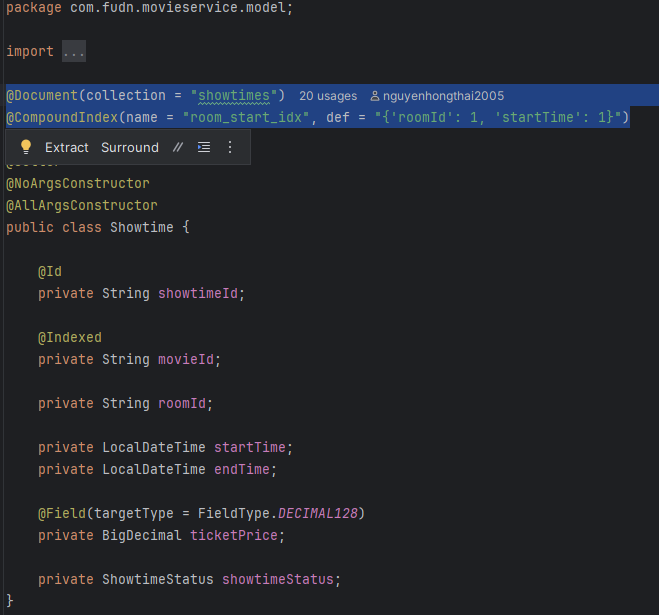 package com.fudn.movieservice.model;
import ...
@Document(collection = "showtimes") 20 usages nguyenhongthai2005
@CompoundIndex(name = "room_start_idx", def = "{'roomId': 1, 'startTime': 1}")
Extract Surround
@NoArgsConstructor
@AllArgsConstructor
public class Showtime {
@Id
private String showtimeId;
@Indexed
private String movieId;
private String roomId;
private LocalDateTime startTime;
private LocalDateTime endTime;
@Field(targetType = FieldType.DECIMAL128)
private BigDecimal ticketPrice;
private ShowtimeStatus showtimeStatus;
}